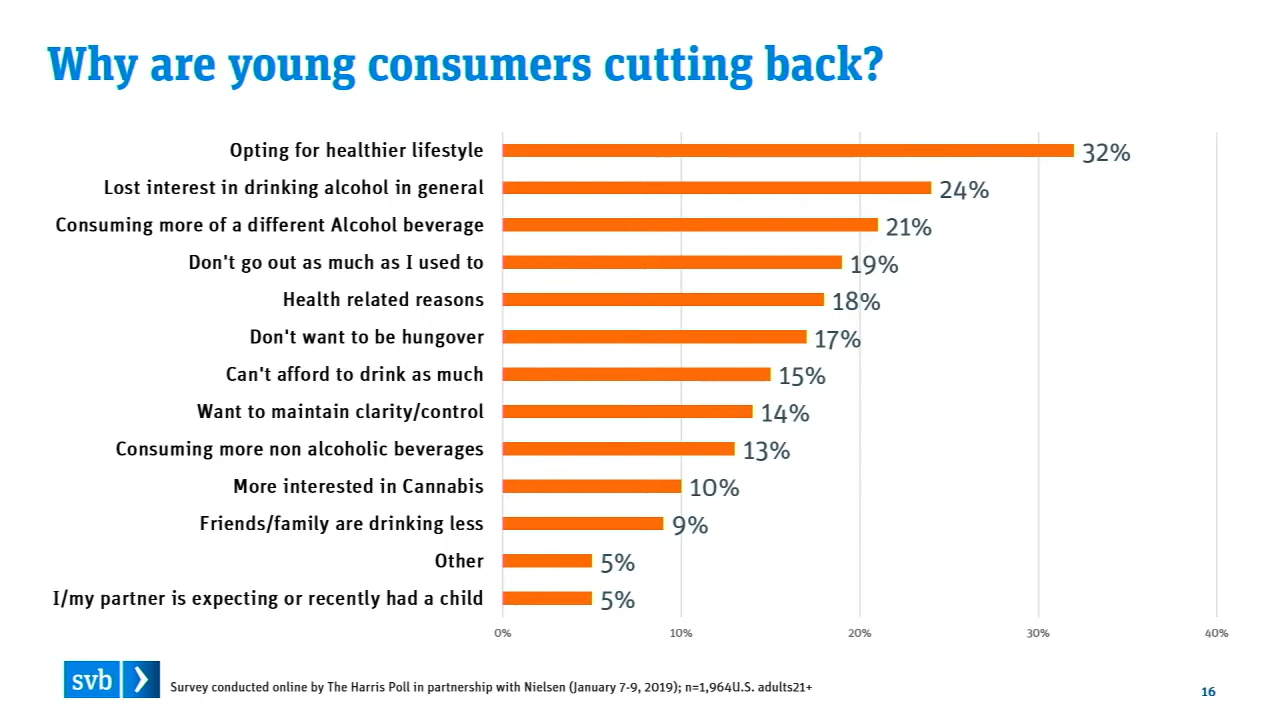 Why are young consumers cutting back?
Opting for healthier lifestyle 32%
Lost interest in drinking alcohol in general 24%
Consuming more of a different Alcohol beverage 21%
Don't go out as much as I used to 19%
Health related reasons 18%
Don't want to be hungover 17%
Can't afford to drink as much 15%
Want to maintain clarity/control 14%
Consuming more non alcoholic beverages 13%
More interested in Cannabis 10%
Friends/family are drinking less 9%
Other 5%
I/my partner is expecting or recently had a child 5%
0% 10% 20% 30% 40%
svb
Survey conducted online by The Harris Poll in partnership with Nielsen (January 7-9, 2019); n=1,964U.S. adults21+
16